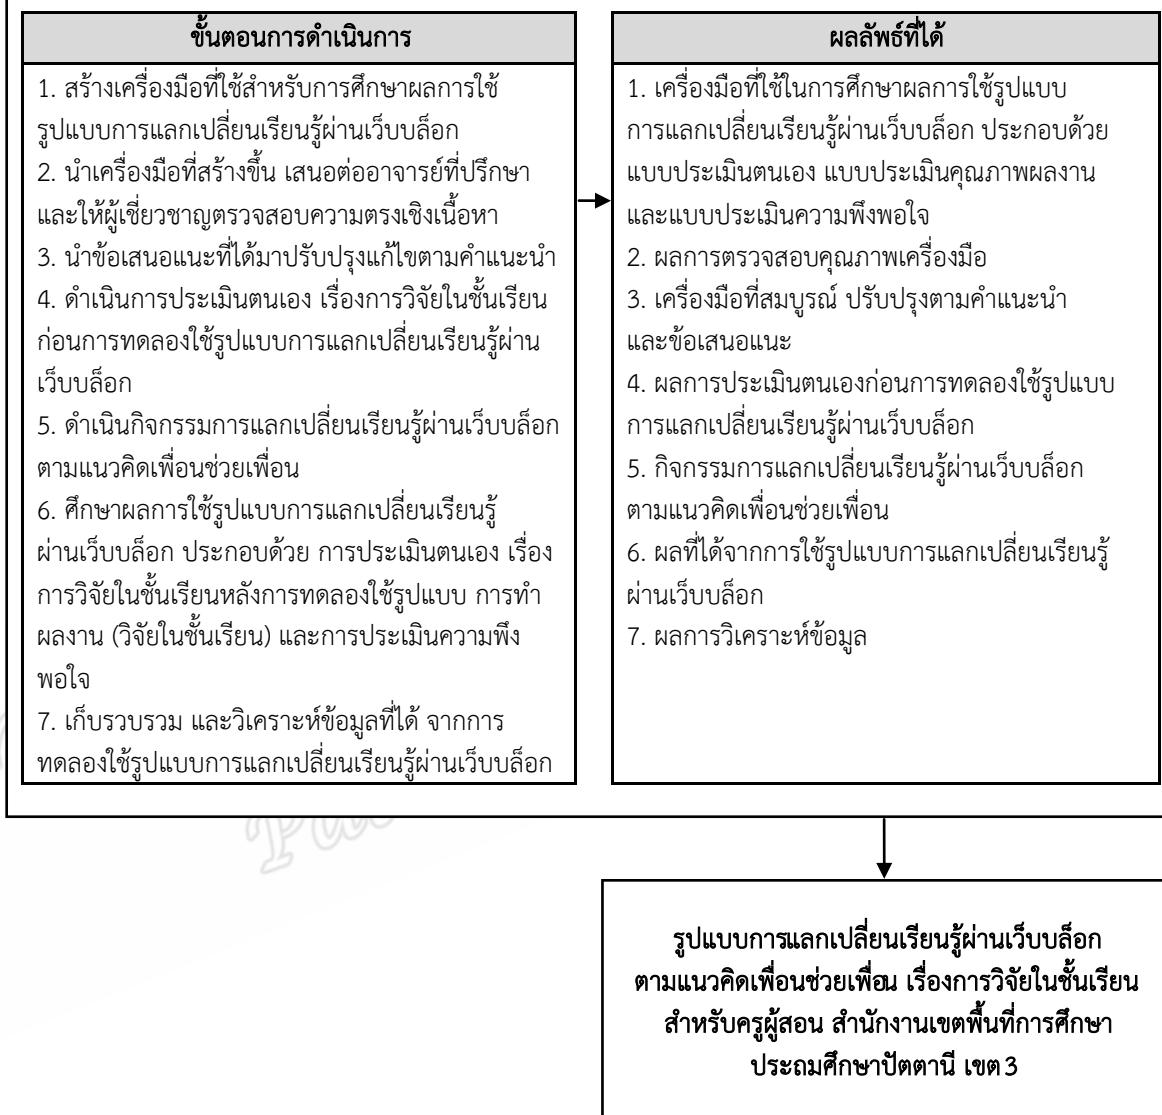 ขั้นตอนการดำเนินการ
1. สร้างเครื่องมือที่ใช้สำหรับการศึกษาผลการใช้
รูปแบบการแลกเปลี่ยนเรียนรู้ผ่านเว็บบล็อก
2. นำเครื่องมือที่สร้างขึ้น เสนอต่ออาจารย์ที่ปรึกษา
และให้ผู้เชี่ยวชาญตรวจสอบความตรงเชิงเนื้อหา
3. นำข้อเสนอแนะที่ได้มาปรับปรุงแก้ไขตามคำแนะนำ
4. ดำเนินการประเมินตนเอง เรื่องการวิจัยในชั้นเรียน
ก่อนการทดลองใช้รูปแบบการแลกเปลี่ยนเรียนรู้ผ่าน
เว็บบล็อก
5. ดำเนินกิจกรรมการแลกเปลี่ยนเรียนรู้ผ่านเว็บบล็อก
ตามแนวคิดเพื่อนช่วยเพื่อน
6. ศึกษาผลการใช้รูปแบบการแลกเปลี่ยนเรียนรู้
ผ่านเว็บบล็อก ประกอบด้วย การประเมินตนเอง เรื่อง
การวิจัยในชั้นเรียนหลังการทดลองใช้รูปแบบ การทำ
ผลงาน (วิจัยในชั้นเรียน) และการประเมินความพึง
พอใจ
7. เก็บรวบรวม และวิเคราะห์ข้อมูลที่ได้ จากการ
ทดลองใช้รูปแบบการแลกเปลี่ยนเรียนรู้ผ่านเว็บบล็อก
ผลลัพธ์ที่ได้
1. เครื่องมือที่ใช้ในการศึกษาผลการใช้รูปแบบ
การแลกเปลี่ยนเรียนรู้ผ่านเว็บบล็อก ประกอบด้วย
แบบประเมินตนเอง แบบประเมินคุณภาพผลงาน
และแบบประเมินความพึงพอใจ
2. ผลการตรวจสอบคุณภาพเครื่องมือ
3. เครื่องมือที่สมบูรณ์ ปรับปรุงตามคำแนะนำ
และข้อเสนอแนะ
4. ผลการประเมินตนเองก่อนการทดลองใช้รูปแบบ
การแลกเปลี่ยนเรียนรู้ผ่านเว็บบล็อก
5. กิจกรรมการแลกเปลี่ยนเรียนรู้ผ่านเว็บบล็อก
ตามแนวคิดเพื่อนช่วยเพื่อน
6. ผลที่ได้จากการใช้รูปแบบการแลกเปลี่ยนเรียนรู้
ผ่านเว็บบล็อก
7. ผลการวิเคราะห์ข้อมูล
รูปแบบการแลกเปลี่ยนเรียนรู้ผ่านเว็บบล็อก
ตามแนวคิดเพื่อนช่วยเพื่อน เรื่องการวิจัยในชั้นเรียน
สำหรับครูผู้สอน สำนักงานเขตพื้นที่การศึกษา
ประถมศึกษาปัตตานี เขต 3